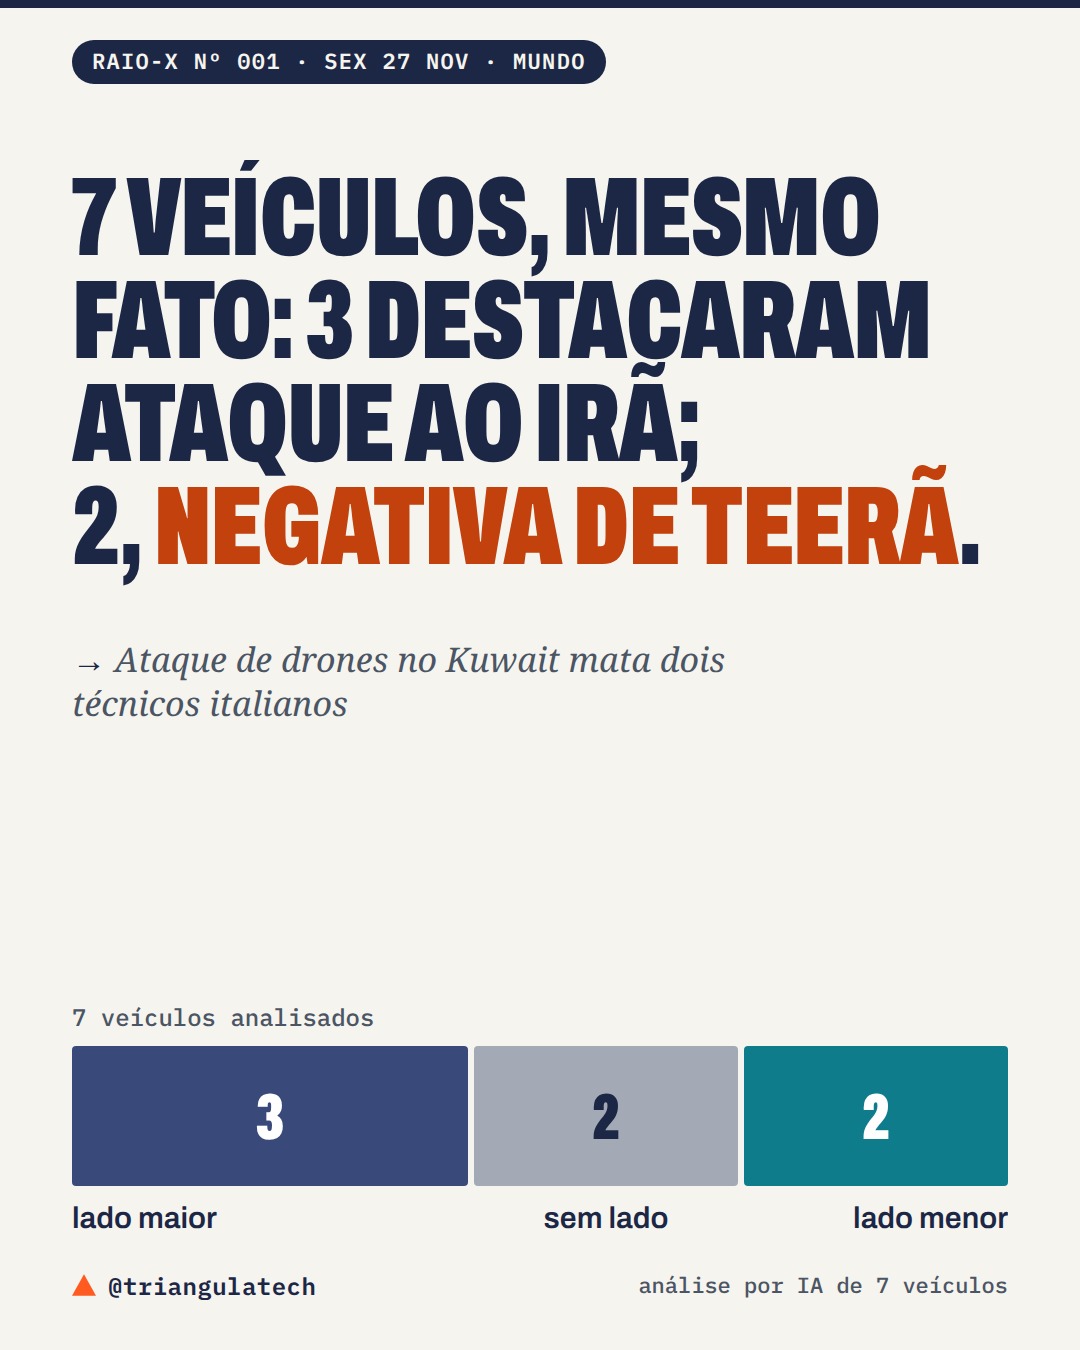 RAIO-X Nº 001 · SEX 27 NOV · MUNDO
7 VEÍCULOS, MESMO
FATO: 3 DESTACARAM
ATAQUE AO IRÃ;
2, NEGATIVA DE TEERÃ.
→ Ataque de drones no Kuwait mata dois
técnicos italianos
7 veículos analisados
3 2 2
lado maior sem lado lado menor
@triangulatech análise por IA de 7 veículos